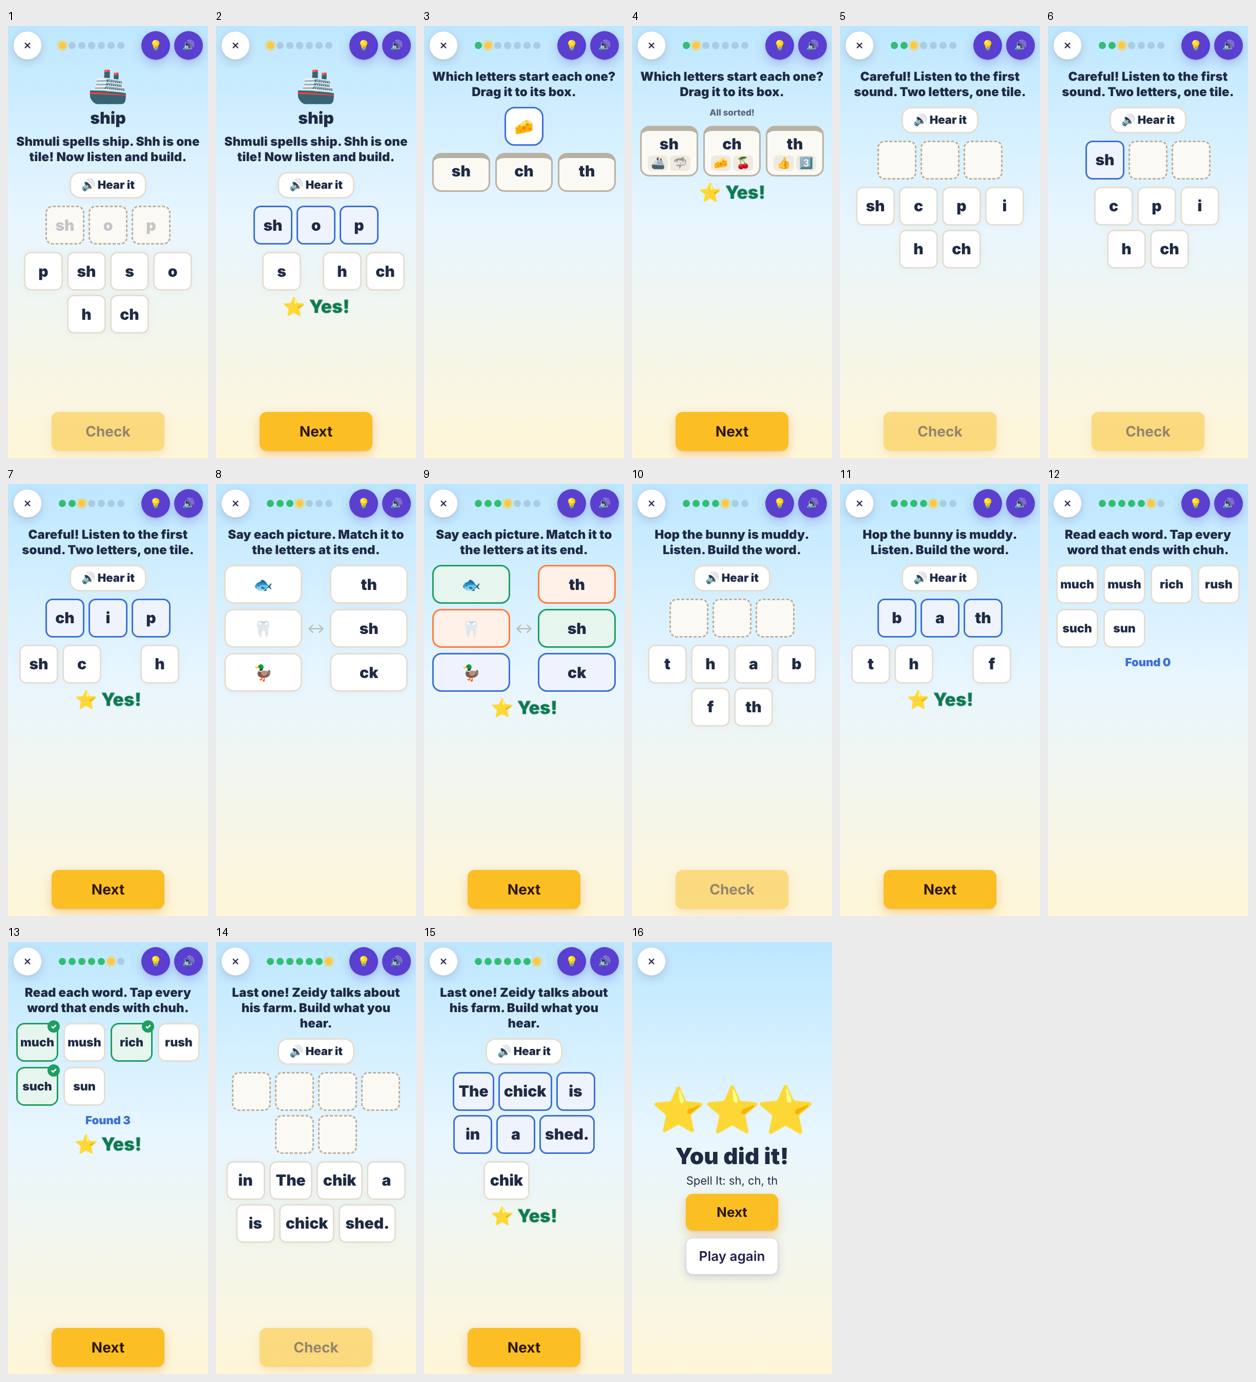 1
×
ship
Shmuli spells ship. Shh is one
tile! Now listen and build.
Hear it
sh o p
p sh s o
h ch
Check
2
×
ship
Shmuli spells ship. Shh is one
tile! Now listen and build.
Hear it
sh o p
s h ch
Yes!
Next
3
×
Which letters start each one?
Drag it to its box.
sh ch th
4
×
Which letters start each one?
Drag it to its box.
All sorted!
sh ch th
3
Yes!
Next
5
×
Careful! Listen to the first
sound. Two letters, one tile.
Hear it
sh c p i
h ch
Check
6
×
Careful! Listen to the first
sound. Two letters, one tile.
Hear it
sh
c p i
h ch
Check
7
×
Careful! Listen to the first
sound. Two letters, one tile.
Hear it
ch i p
sh c h
Yes!
Next
8
×
Say each picture. Match it to
the letters at its end.
th
sh
ck
9
×
Say each picture. Match it to
the letters at its end.
th
sh
ck
Yes!
Next
10
×
Hop the bunny is muddy.
Listen. Build the word.
Hear it
t h a b
f th
Check
11
×
Hop the bunny is muddy.
Listen. Build the word.
Hear it
b a th
t h f
Yes!
Next
12
×
Read each word. Tap every
word that ends with chuh.
much mush rich rush
such sun
Found 0
13
×
Read each word. Tap every
word that ends with chuh.
much mush rich rush
such sun
Found 3
Yes!
Next
14
×
Last one! Zeidy talks about
his farm. Build what you
hear.
Hear it
in The chik a
is chick shed.
Check
15
×
Last one! Zeidy talks about
his farm. Build what you
hear.
Hear it
The chick is
in a shed.
chik
Yes!
Next
16
×
You did it!
Spell It: sh, ch, th
Next
Play again